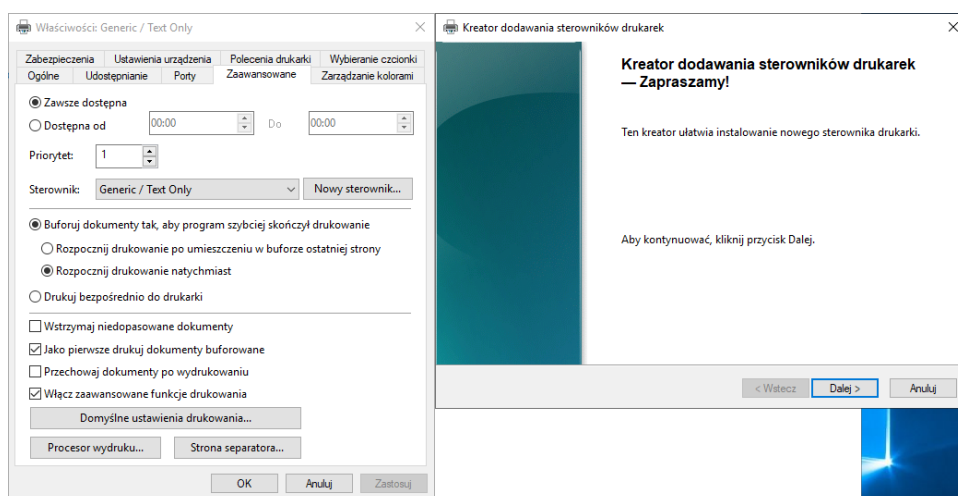 Właściwości: Generic / Text Only
Zabezpieczenia Ustawienia urządzenia Polecenia drukarki Wybieranie czcionki
Ogólne Udostępnianie Porty Zaawansowane Zarządzanie kolorami
Zawsze dostępna
Dostępna od 00:00 Do 00:00
Priorytet: 1
Sterownik: Generic / Text Only Nowy sterownik...
Buforuj dokumenty tak, aby program szybciej skończył drukowanie
Rozpocznij drukowanie po umieszczeniu w buforze ostatniej strony
Rozpocznij drukowanie natychmiast
Drukuj bezpośrednio do drukarki
Wstrzymaj niedopasowane dokumenty
Jako pierwsze drukuj dokumenty buforowane
Przechowaj dokumenty po wydrukowaniu
Włącz zaawansowane funkcje drukowania
Domyślne ustawienia drukowania...
Procesor wydruku... Strona separatora...
OK Anuluj Zastosuj
Kreator dodawania sterowników drukarek
Kreator dodawania sterowników drukarek
— Zapraszamy!
Ten kreator ułatwia instalowanie nowego sterownika drukarki.
Aby kontynuować, kliknij przycisk Dalej.
< Wstecz Dalej > Anuluj